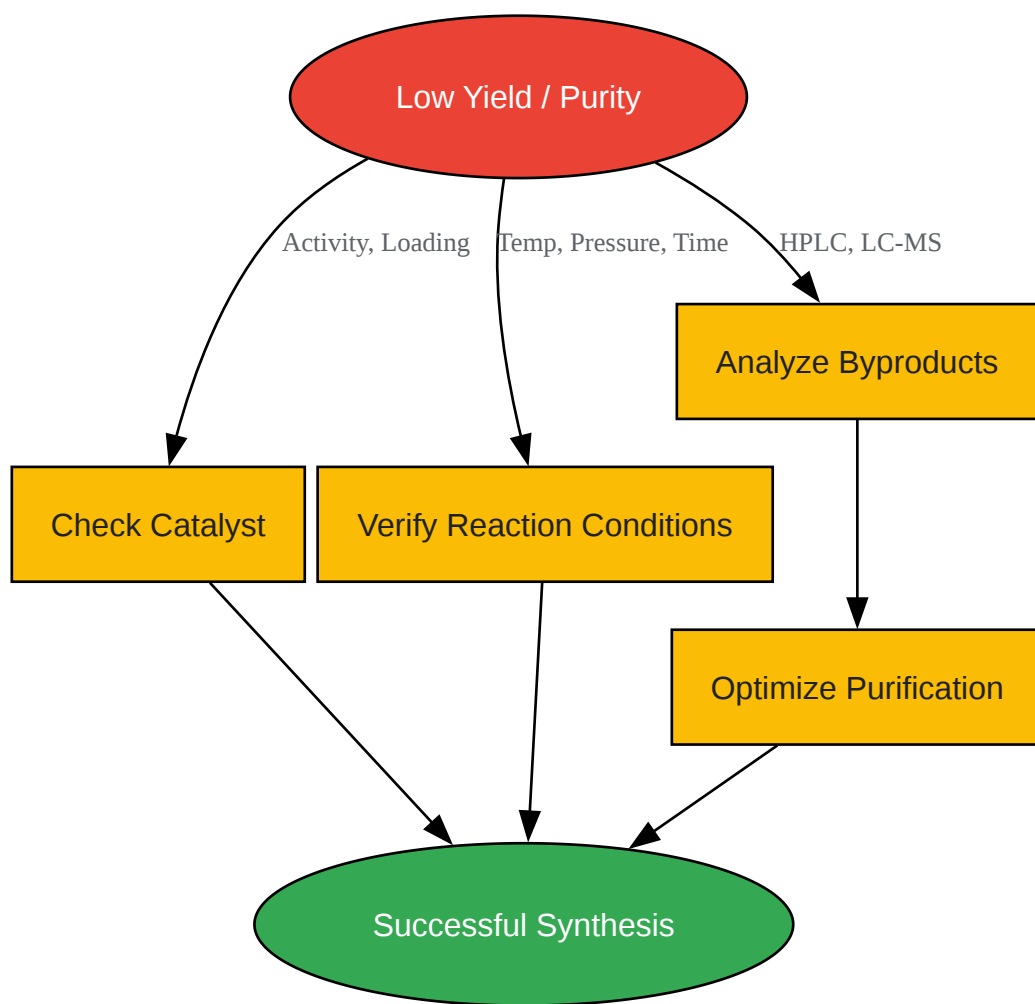 Low Yield / Purity
Activity, Loading
Temp, Pressure, Time
HPLC, LC-MS
Analyze Byproducts
Check Catalyst
Verify Reaction Conditions
Optimize Purification
Successful Synthesis